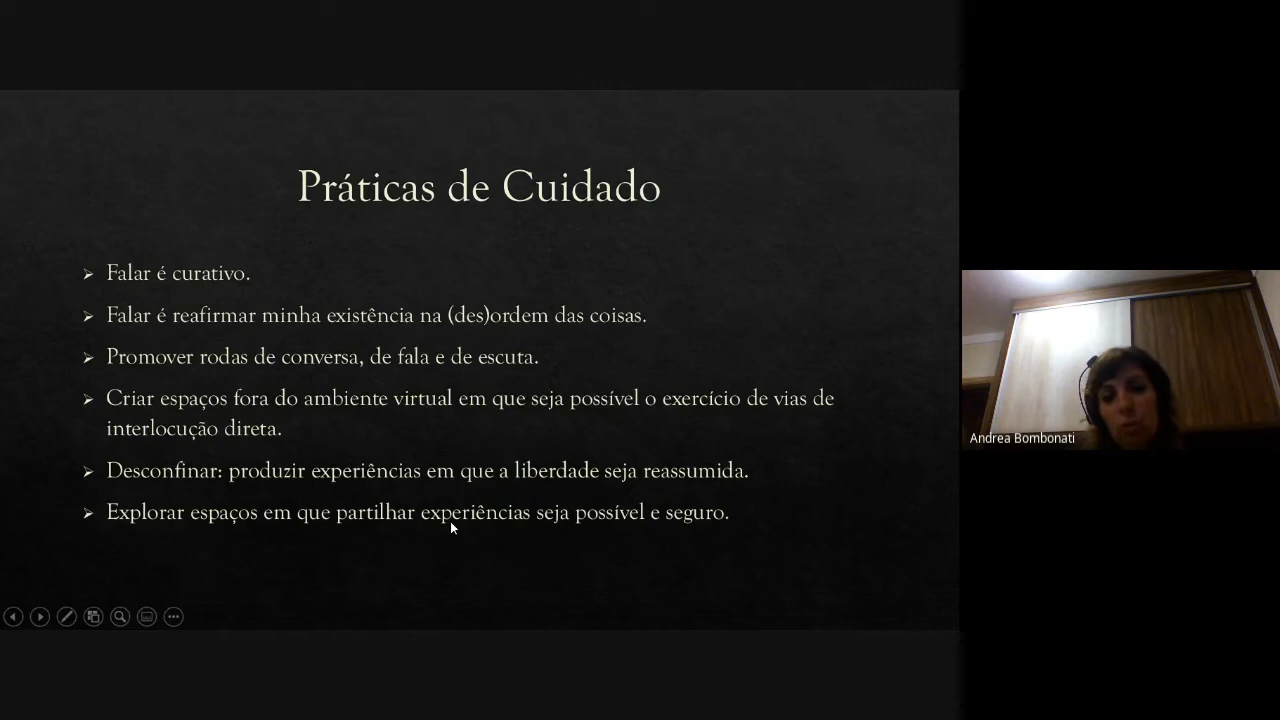 Práticas de Cuidado
Falar é curativo.
Falar é reafirmar minha existência na (des)ordem das coisas.
Promover rodas de conversa, de fala e de escuta.
Criar espaços fora do ambiente virtual em que seja possível o exercício de vias de
interlocução direta.
Desconfinar: produzir experiências em que a liberdade seja reassumida.
Explorar espaços em que partilhar experiências seja possível e seguro.
Andrea Bombonati